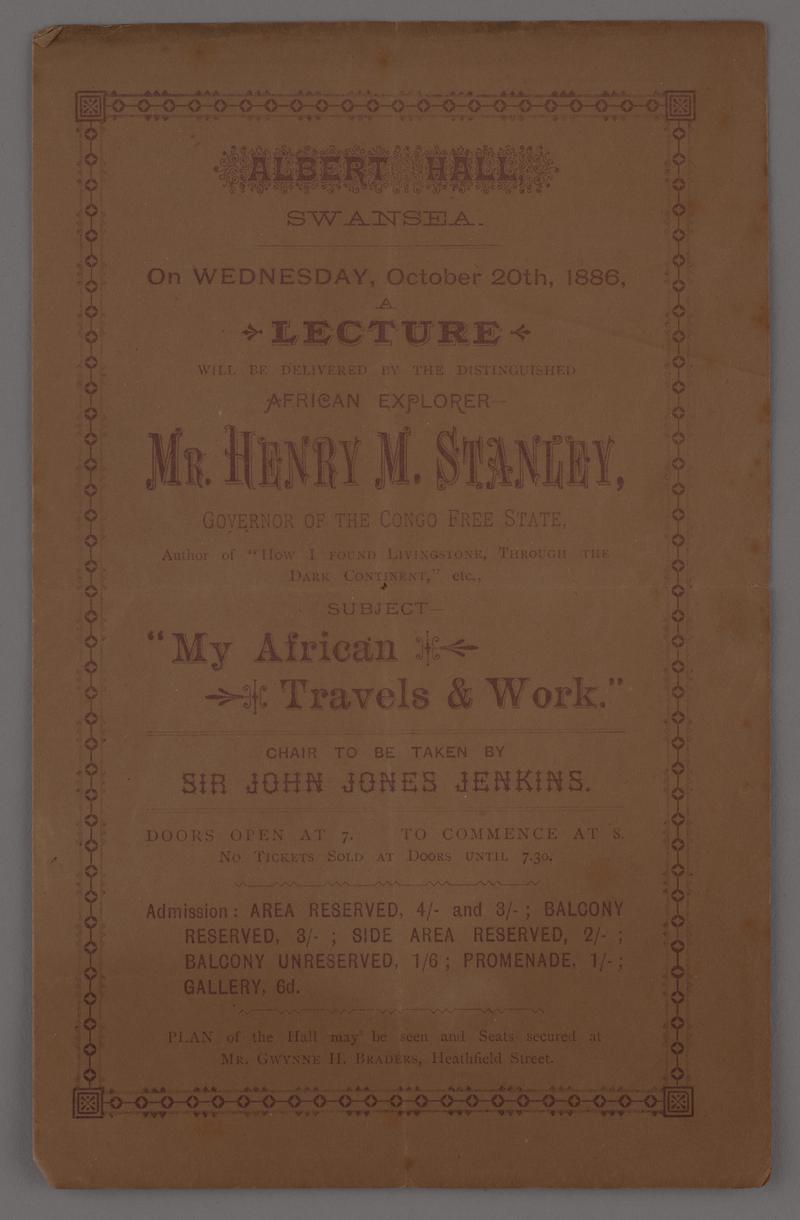 ALBERT HALL,
SWANSEA.
On WEDNESDAY, October 20th, 1886,
A
LECTURE
WILL BE DELIVERED BY THE DISTINGUISHED
AFRICAN EXPLORER—
MR. HENRY M. STANLEY,
GOVERNOR OF THE CONGO FREE STATE,
Author of "HOW I FOUND LIVINGSTONE, THROUGH THE
DARK CONTINENT," etc.,
SUBJECT—
"My African
Travels & Work."
CHAIR TO BE TAKEN BY
SIR JOHN JONES JENKINS.
DOORS OPEN AT 7. TO COMMENCE AT 8.
NO TICKETS SOLD AT DOORS UNTIL 7.30.
Admission: AREA RESERVED, 4/- and 3/-; BALCONY
RESERVED, 3/-; SIDE AREA RESERVED, 2/-;
BALCONY UNRESERVED, 1/6; PROMENADE, 1/-;
GALLERY, 6d.
PLAN of the Hall may be seen and Seats secured at
MR. GWYNNE H. BRADERS, Heathfield Street.